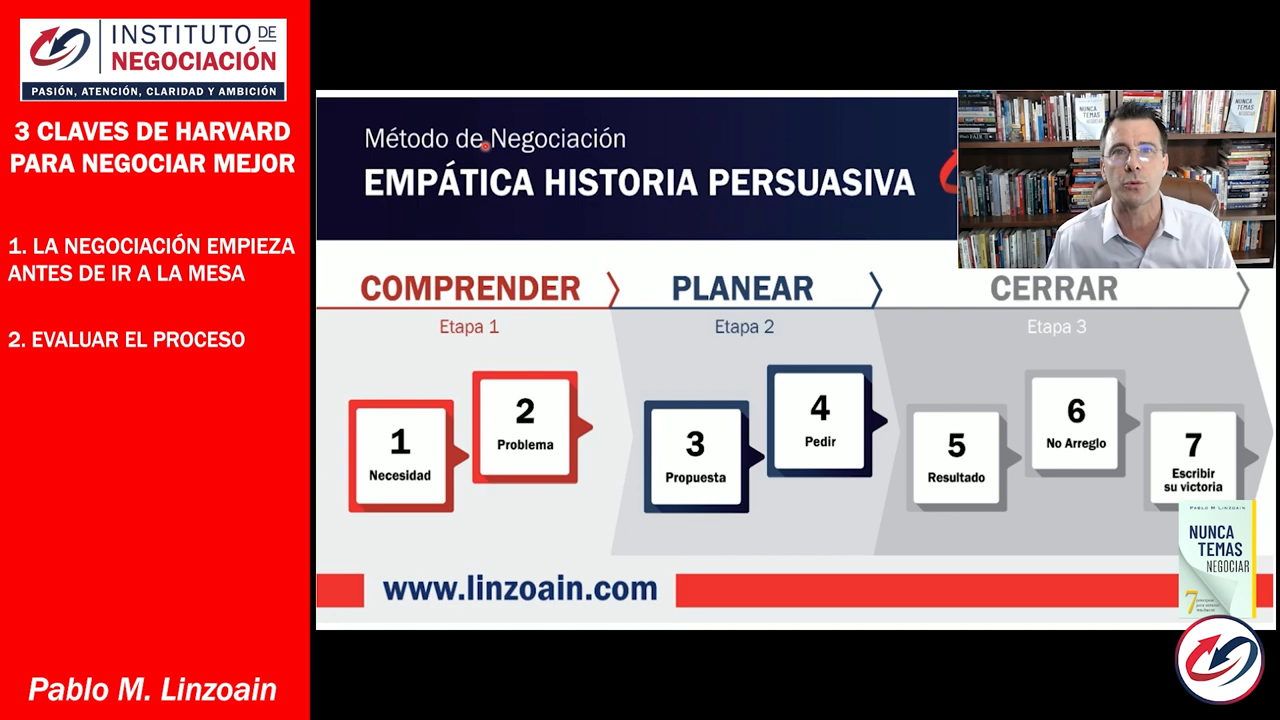 INSTITUTO DE
NEGOCIACIÓN
PASIÓN, ATENCIÓN, CLARIDAD Y AMBICIÓN
3 CLAVES DE HARVARD
PARA NEGOCIAR MEJOR
1. LA NEGOCIACIÓN EMPIEZA
ANTES DE IR A LA MESA
2. EVALUAR EL PROCESO
Pablo M. Linzoain
Método de Negociación
EMPÁTICA HISTORIA PERSUASIVA
COMPRENDER
Etapa 1
PLANEAR
Etapa 2
CERRAR
Etapa 3
1
Necesidad
2
Problema
3
Propuesta
4
Pedir
5
Resultado
6
No Arreglo
7
Escribir
su victoria
www.linzoain.com
PABLO M LINZOAIN
NUNCA
TEMAS
NEGOCIAR
7